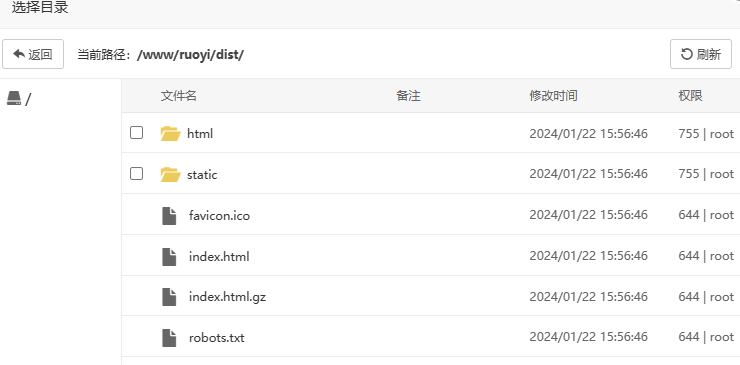 选择目录
返回 当前路径：/www/ruoyi/dist/ 刷新
/
文件名 备注 修改时间 权限
html 2024/01/22 15:56:46 755 | root
static 2024/01/22 15:56:46 755 | root
favicon.ico 2024/01/22 15:56:46 644 | root
index.html 2024/01/22 15:56:46 644 | root
index.html.gz 2024/01/22 15:56:46 644 | root
robots.txt 2024/01/22 15:56:46 644 | root